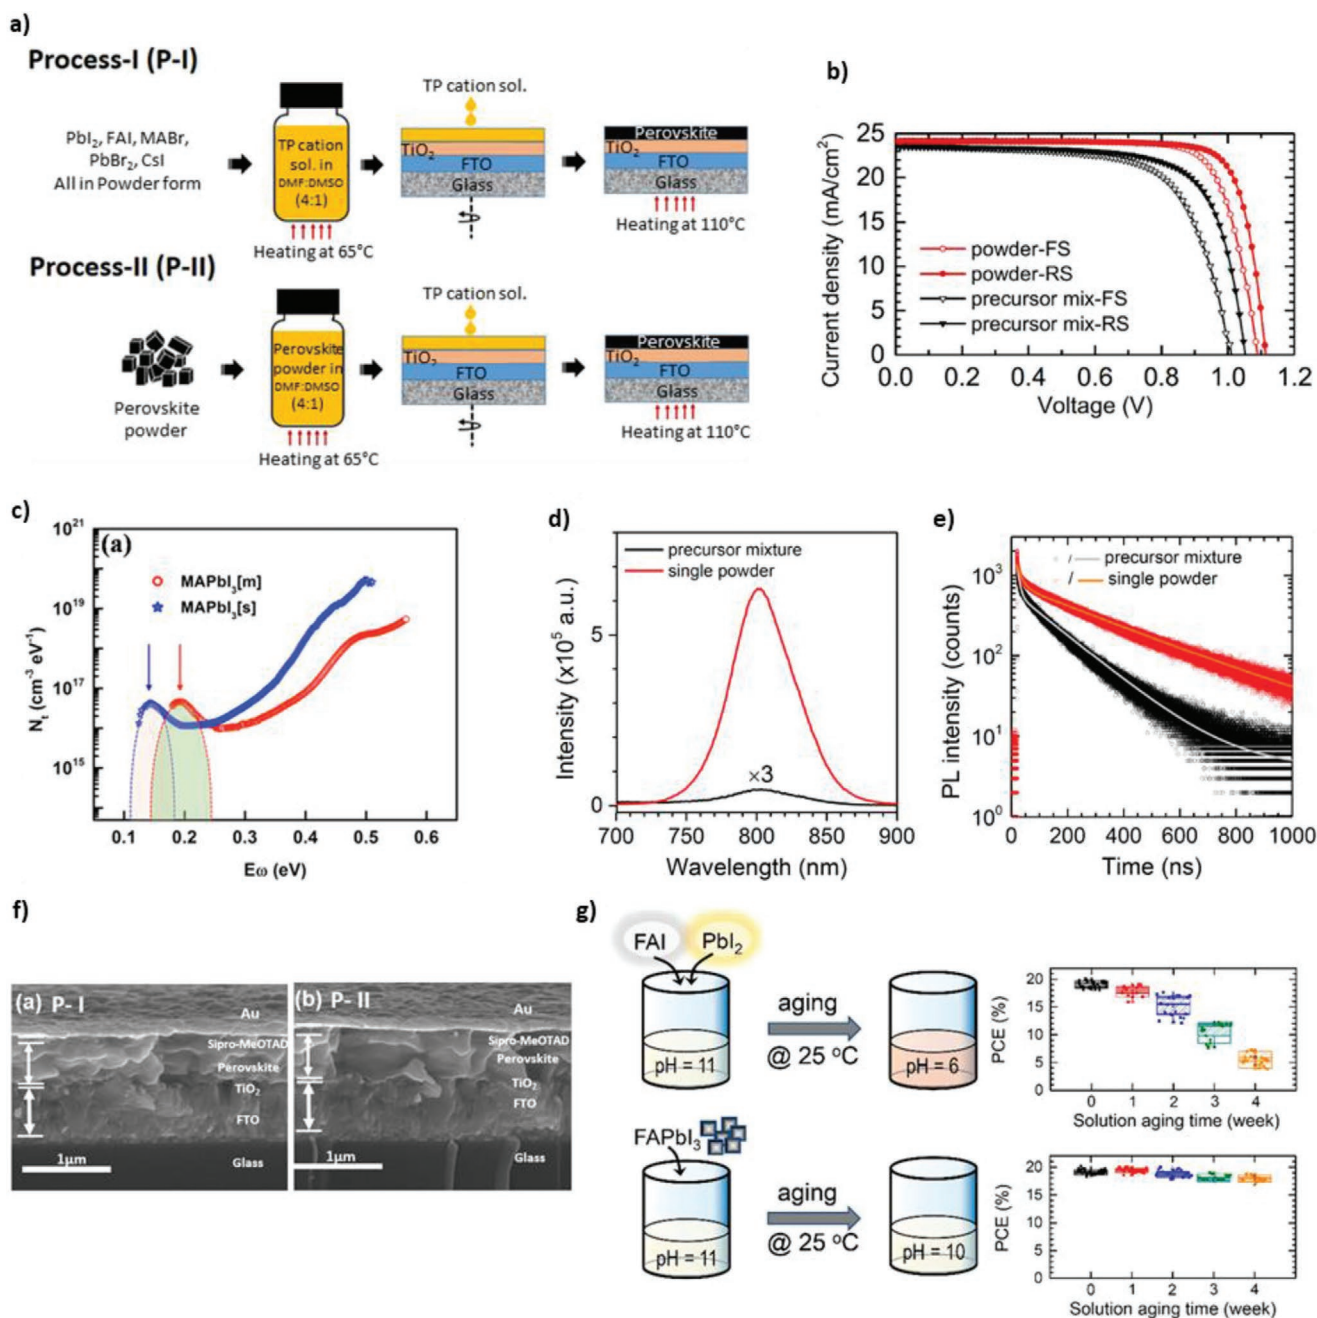 a)
Process-I (P-I)
PbI₂, FAI, MABr,
PbBr₂, CsI
All in Powder form
TP cation
sol. in
DMF:DMSO
(4:1)
Heating at 65°C
TP cation sol.
TiO₂
FTO
Glass
Perovskite
TiO₂
FTO
Glass
Heating at 110°C
Process-II (P-II)
Perovskite
powder
Perovskite
powder in
DMF:DMSO
(4:1)
Heating at 65°C
TP cation sol.
TiO₂
FTO
Glass
Perovskite
TiO₂
FTO
Glass
Heating at 110°C
b)
Current density (mA/cm²)
25
20
15
10
5
0
powder-FS
powder-RS
precursor mix-FS
precursor mix-RS
0.0 0.2 0.4 0.6 0.8 1.0 1.2
Voltage (V)
c)
(a)
MAPbI₃[m]
MAPbI₃[s]
Nₜ (cm⁻³ eV⁻¹)
10²¹
10¹⁹
10¹⁷
10¹⁵
0.1 0.2 0.3 0.4 0.5 0.6
Eω (eV)
d)
precursor mixture
single powder
Intensity (x10⁵ a.u.)
5
0
×3
700 750 800 850 900
Wavelength (nm)
e)
/ precursor mixture
/ single powder
PL intensity (counts)
10³
10²
10¹
10⁰
0 200 400 600 800 1000
Time (ns)
f)
(a) P- I
Au
Sipro-MeOTAD
Perovskite
TiO₂
FTO
Glass
1μm
(b) P- II
Au
Sipro-MeOTAD
Perovskite
TiO₂
FTO
Glass
1μm
g)
FAI PbI₂
pH = 11
aging
@ 25 °C
pH = 6
PCE (%)
20
15
10
5
0
0 1 2 3 4
Solution aging time (week)
FAPbI₃
pH = 11
aging
@ 25 °C
pH = 10
PCE (%)
20
15
10
5
0
0 1 2 3 4
Solution aging time (week)